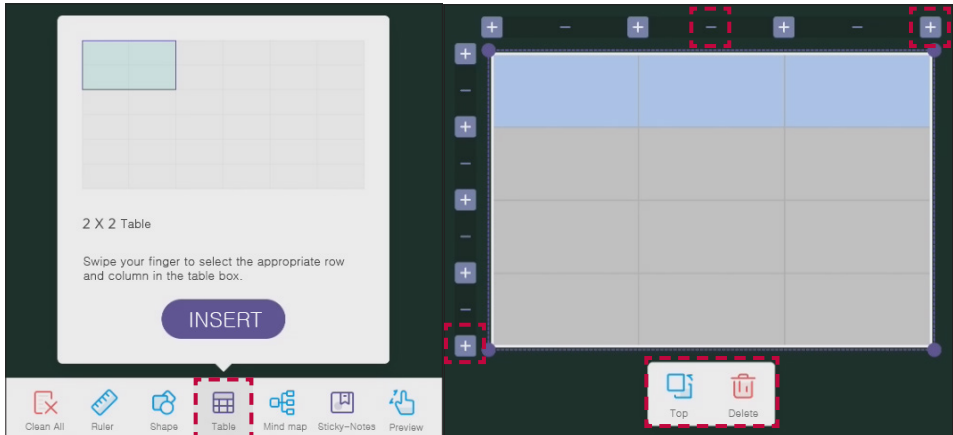 2 X 2 Table
Swipe your finger to select the appropriate row
and column in the table box.
INSERT
Clean All
Ruler
Shape
Table
Mind map
Sticky-Notes
Preview
Top
Delete